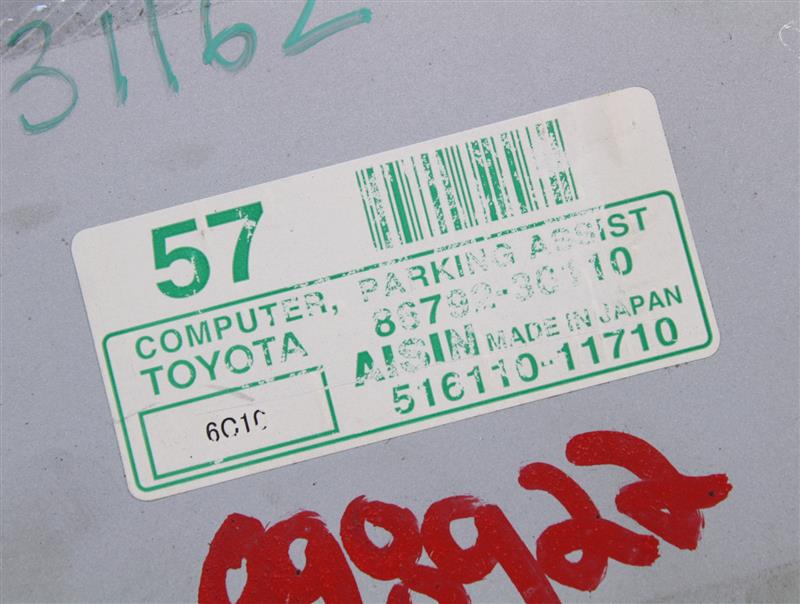 31162
57
COMPUTER, PARKING ASSIST
TOYOTA 86792-30110
AISIN MADE IN JAPAN
516110-11710
6C10
998922